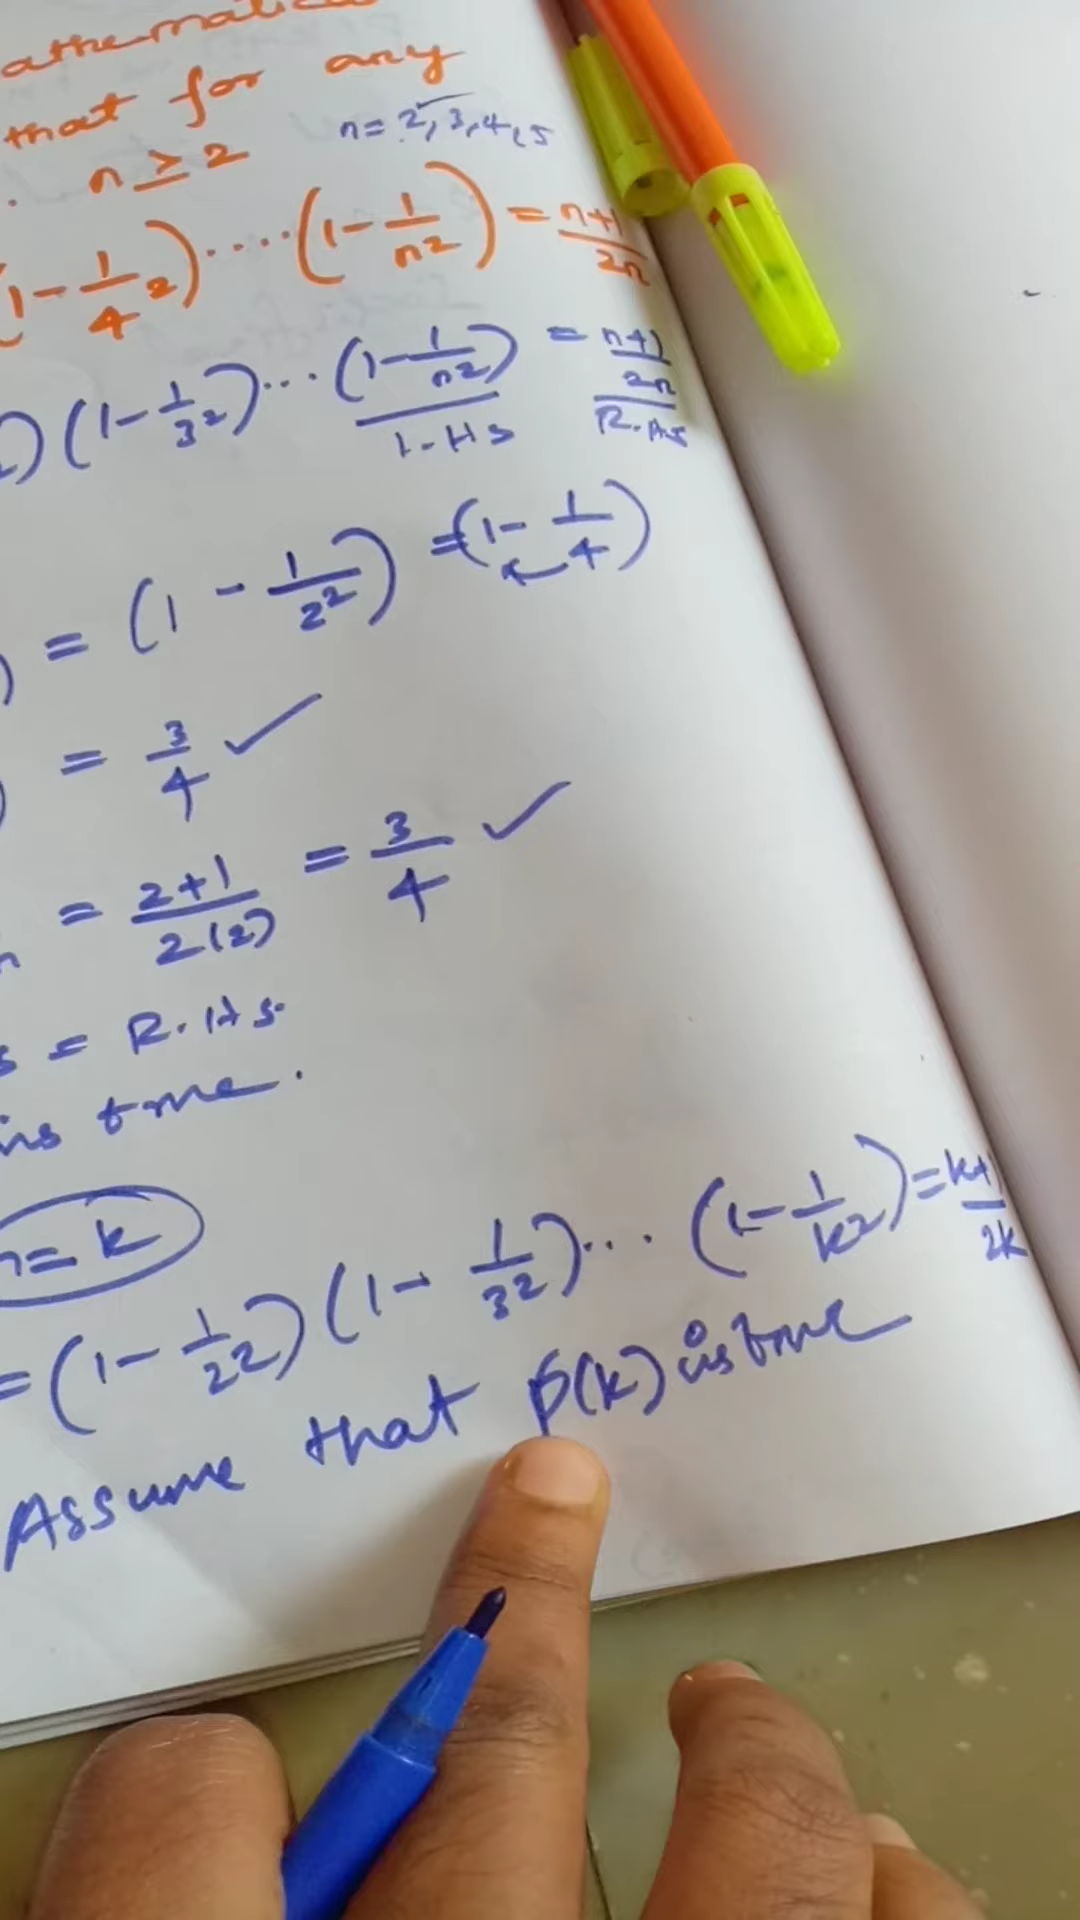 athematical
that for any
n = 2, 3, 4, 5
n ≥ 2
(1 - 1/4²) .... (1 - 1/n²) = n+1/2n
) (1 - 1/3²) ... (1 - 1/n²) = n+1/2n
L.H.S R.H.S
) = (1 - 1/2²) = (1 - 1/4)
) = 3/4 ✓
= 2+1/2(2) = 3/4 ✓
s = R.H.S.
is true.
n = k
= (1 - 1/2²) (1 - 1/3²) ... (1 - 1/k²) = k+1/2k
Assume that P(k) is true